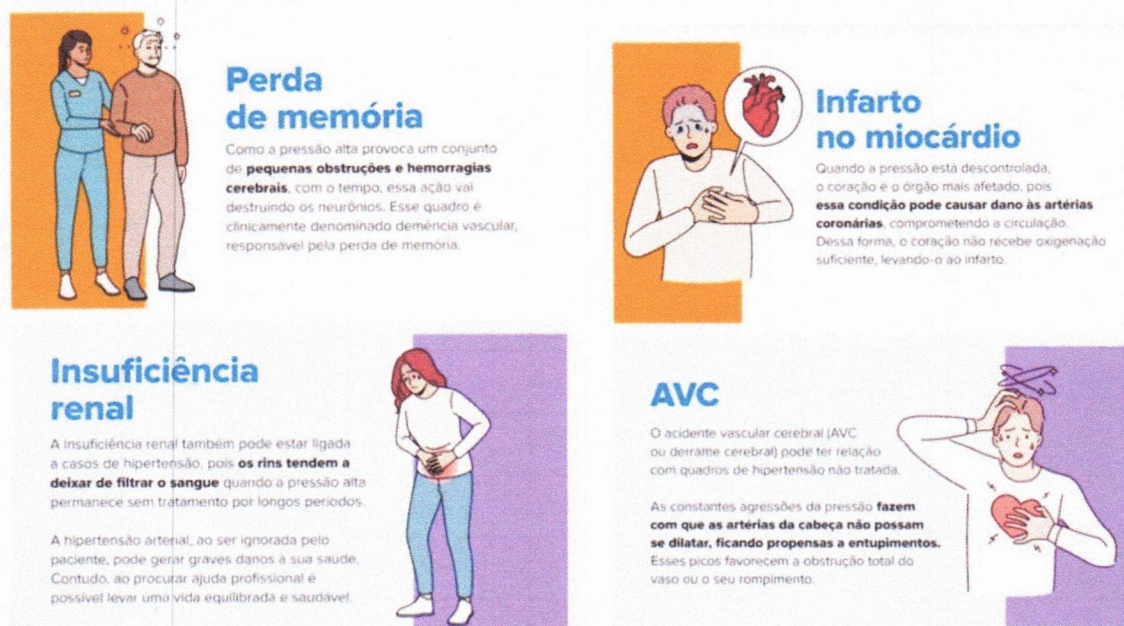 Perda
de memória
Como a pressão alta provoca um conjunto
de pequenas obstruções e hemorragias
cerebrais, com o tempo, essa ação vai
destruindo os neurônios. Esse quadro é
clinicamente denominado demência vascular,
responsável pela perda de memória.
Infarto
no miocárdio
Quando a pressão está descontrolada,
o coração é o órgão mais afetado, pois
essa condição pode causar dano às artérias
coronárias, comprometendo a circulação.
Dessa forma, o coração não recebe oxigenação
suficiente, levando-o ao infarto.
Insuficiência
renal
A insuficiência renal também pode estar ligada
a casos de hipertensão, pois os rins tendem a
deixar de filtrar o sangue quando a pressão alta
permanece sem tratamento por longos períodos.
A hipertensão arterial, ao ser ignorada pelo
paciente, pode gerar graves danos à sua saúde.
Contudo, ao procurar ajuda profissional é
possível levar uma vida equilibrada e saudável.
AVC
O acidente vascular cerebral (AVC
ou derrame cerebral) pode ter relação
com quadros de hipertensão não tratada.
As constantes agressões da pressão fazem
com que as artérias da cabeça não possam
se dilatar, ficando propensas a entupimentos.
Esses picos favorecem a obstrução total do
vaso ou o seu rompimento.